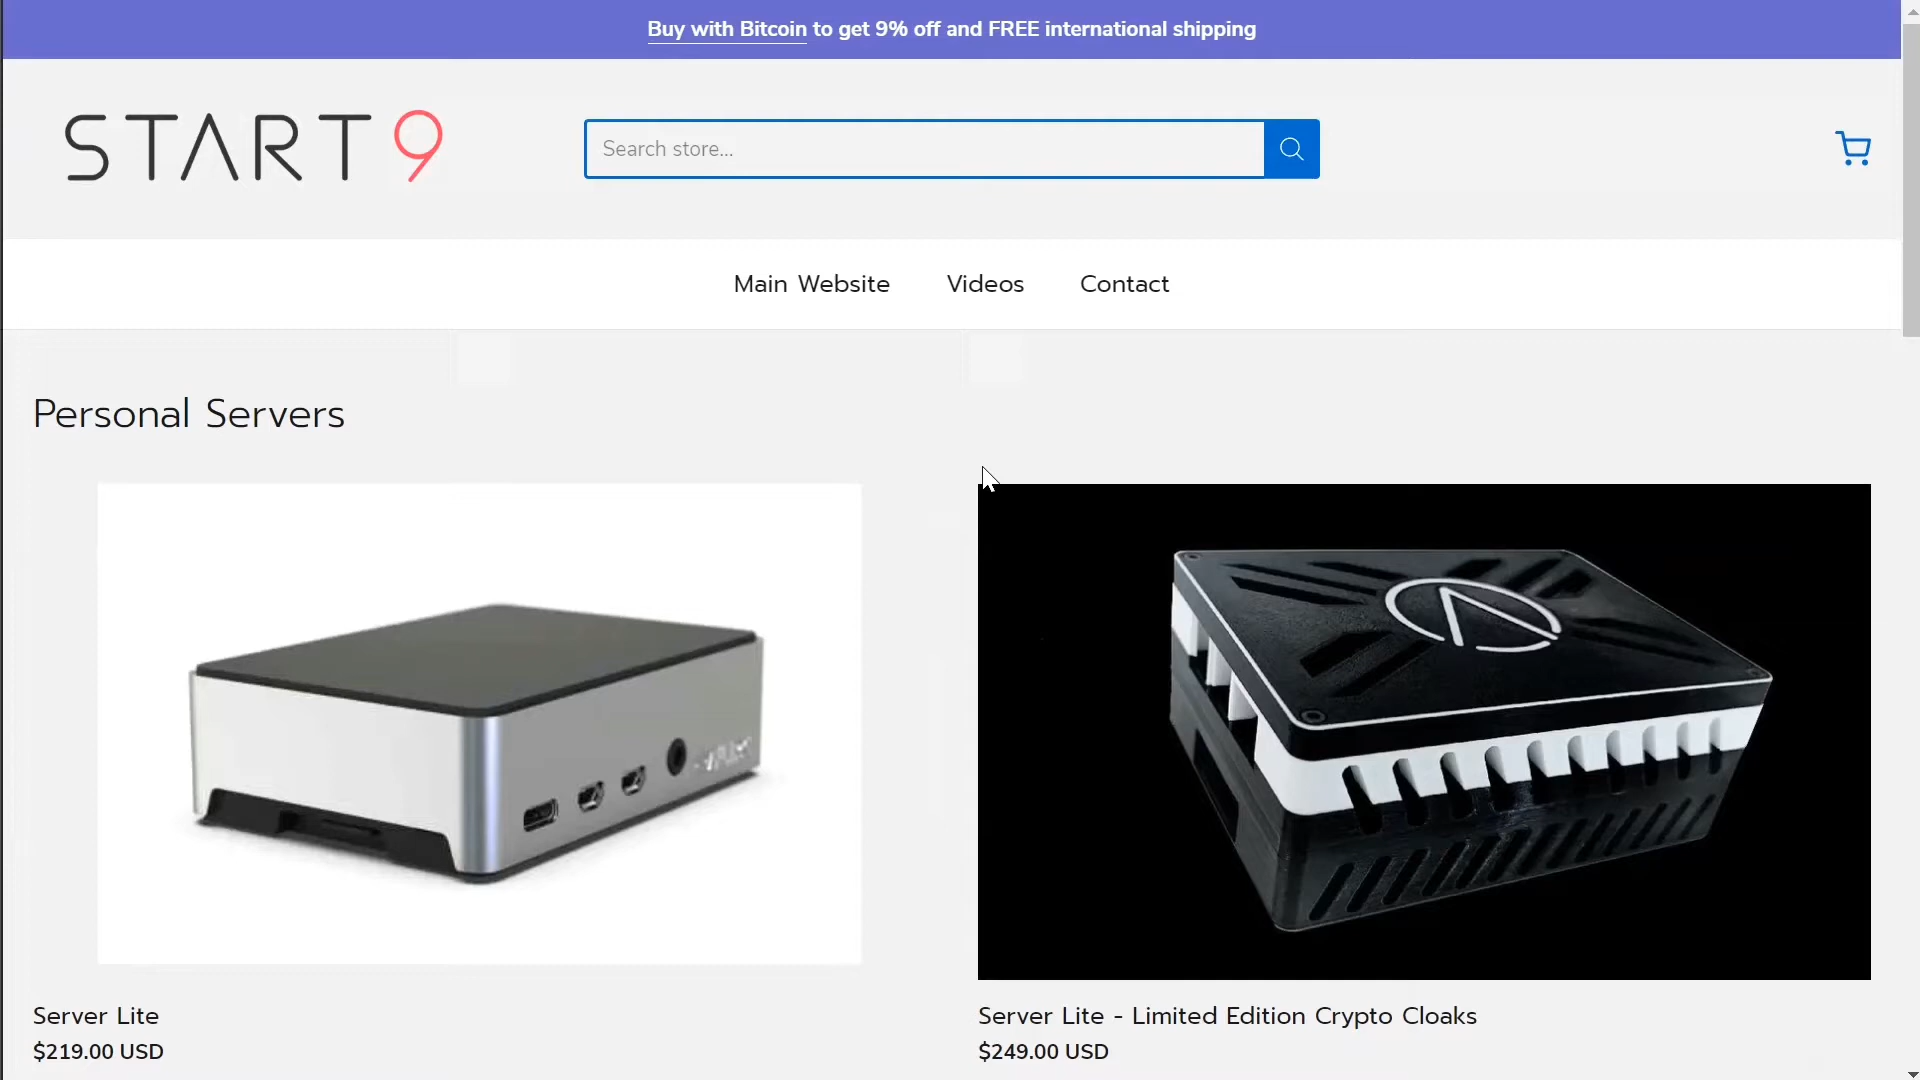 Buy with Bitcoin to get 9% off and FREE international shipping
START9
Search store...
Main Website Videos Contact
Personal Servers
Server Lite
$219.00 USD
Server Lite - Limited Edition Crypto Cloaks
$249.00 USD